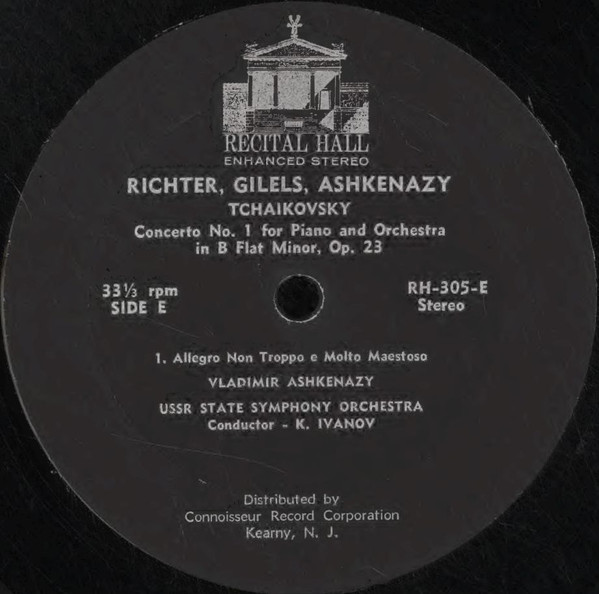 RECITAL HALL
ENHANCED STEREO
RICHTER, GILELS, ASHKENAZY
TCHAIKOVSKY
Concerto No. 1 for Piano and Orchestra
in B Flat Minor, Op. 23
33⅓ rpm
SIDE E
RH-305-E
Stereo
1. Allegro Non Troppo e Molto Maestoso
VLADIMIR ASHKENAZY
USSR STATE SYMPHONY ORCHESTRA
Conductor - K. IVANOV
Distributed by
Connoisseur Record Corporation
Kearny, N. J.